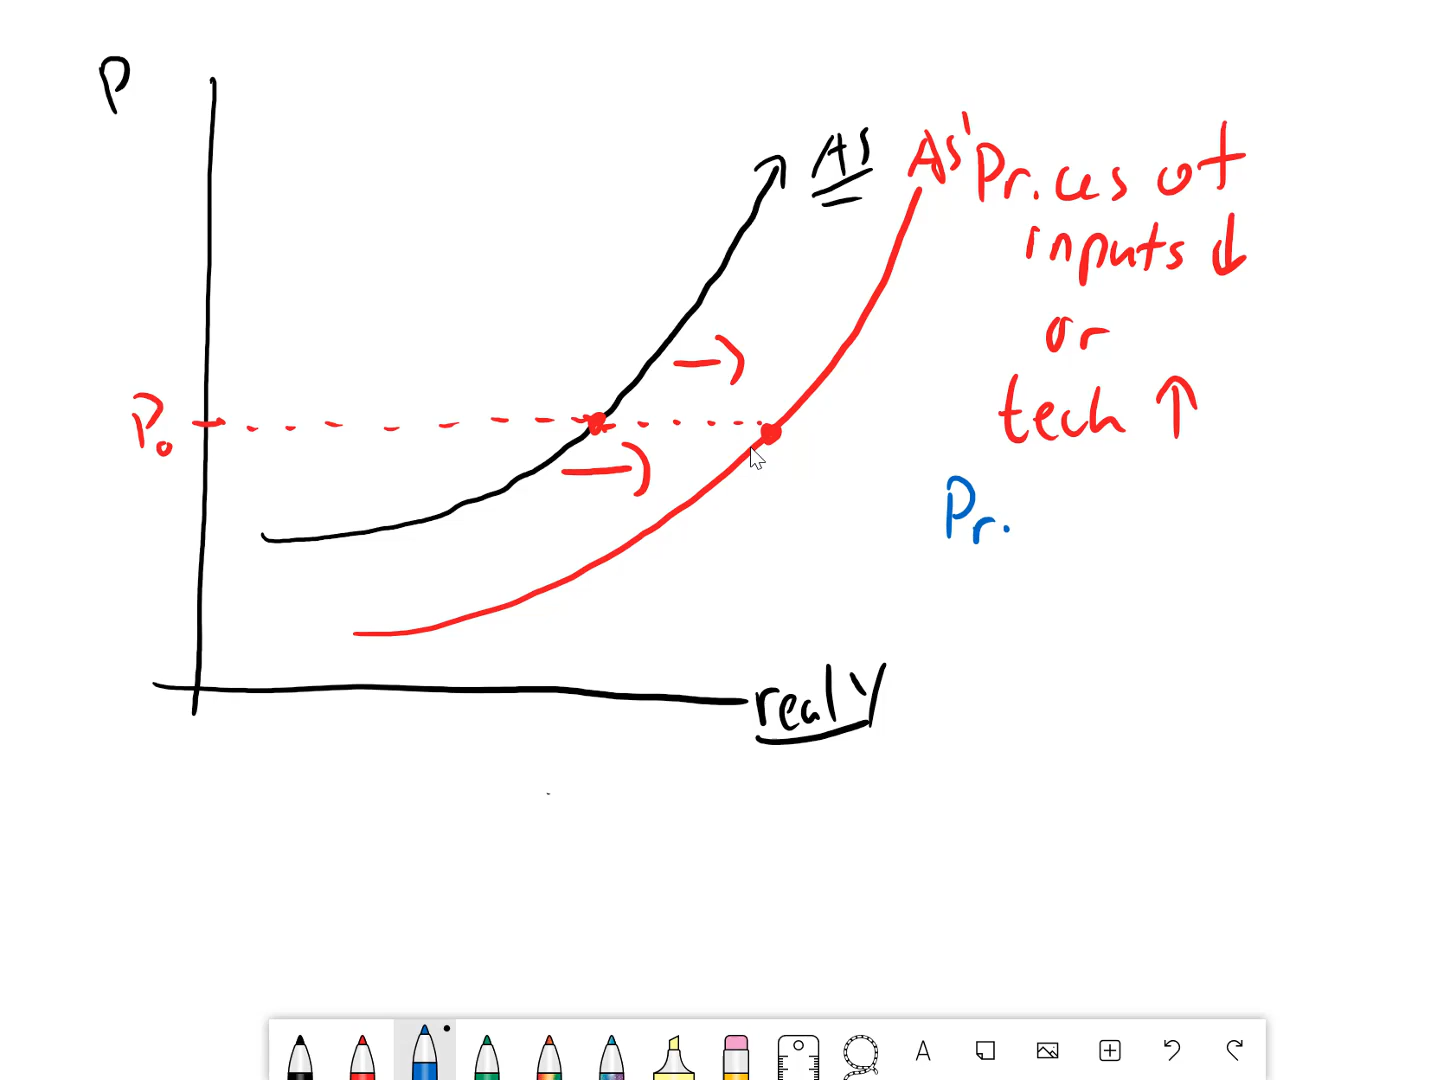 P
AS
AS'
Prices of
inputs ↓
or
tech ↑
P₀
Pr.
real Y
A